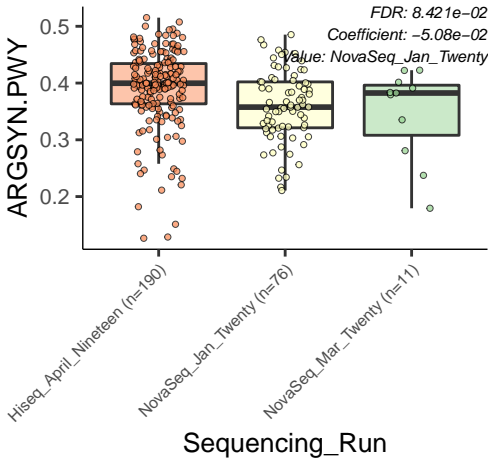 FDR: 8.421e−02
Coefficient: −5.08e−02
Value: NovaSeq_Jan_Twenty
ARGSYN.PWY
0.5
0.4
0.3
0.2
Hiseq_April_Nineteen (n=190)
NovaSeq_Jan_Twenty (n=76)
NovaSeq_Mar_Twenty (n=11)
Sequencing_Run